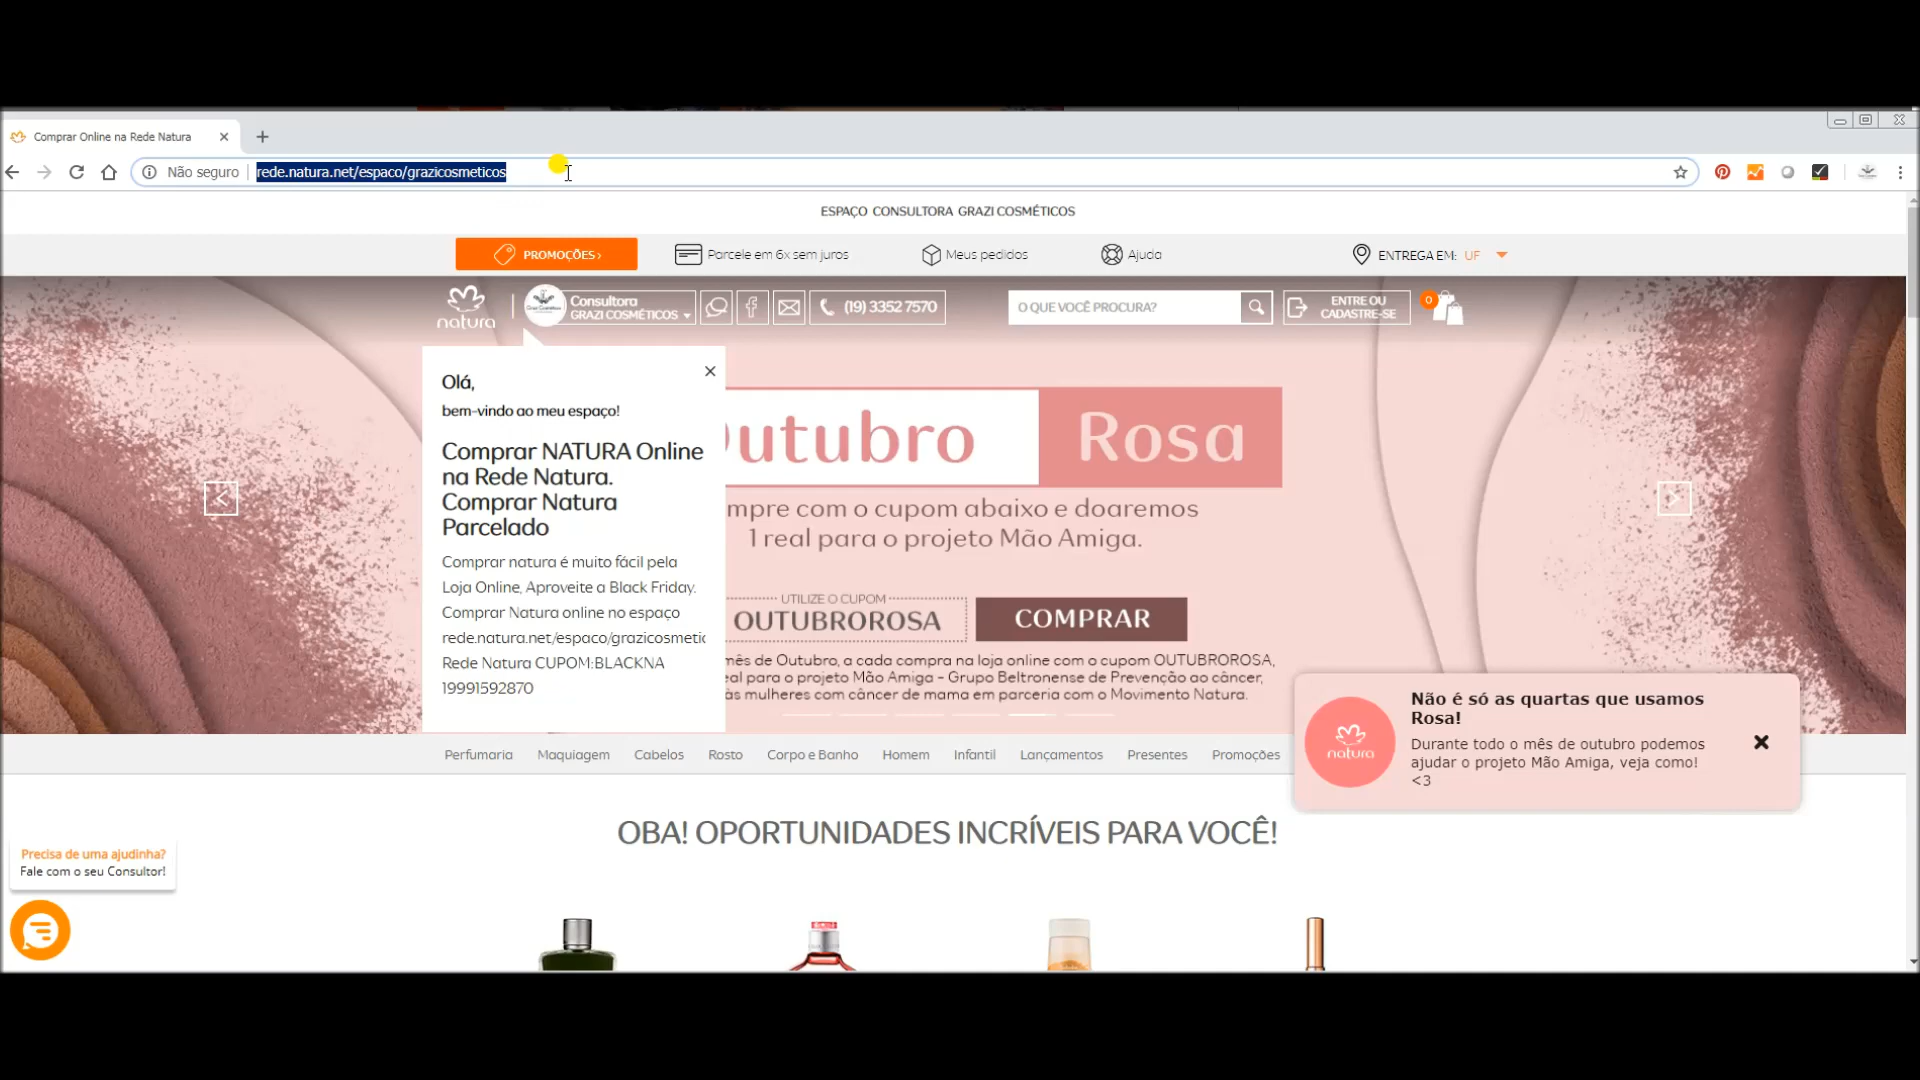 Comprar Online na Rede Natura
Não seguro
rede.natura.net/espaco/grazicosmeticos
ESPAÇO CONSULTORA GRAZI COSMÉTICOS
PROMOÇÕES ›
Parcele em 6x sem juros
Meus pedidos
Ajuda
ENTREGA EM: UF
natura
Consultora
GRAZI COSMÉTICOS
(19) 3352 7570
O QUE VOCÊ PROCURA?
ENTRE OU
CADASTRE-SE
0
Olá,
bem-vindo ao meu espaço!
Comprar NATURA Online
na Rede Natura.
Comprar Natura
Parcelado
Comprar natura é muito fácil pela
Loja Online, Aproveite a Black Friday.
Comprar Natura online no espaço
rede.natura.net/espaco/grazicosmetic
Rede Natura CUPOM:BLACKNA
19991592870
utubro Rosa
mpre com o cupom abaixo e doaremos
1 real para o projeto Mão Amiga.
UTILIZE O CUPOM
OUTUBROROSA
COMPRAR
mês de Outubro, a cada compra na loja online com o cupom OUTUBROROSA,
eal para o projeto Mão Amiga - Grupo Beltronense de Prevenção ao câncer,
às mulheres com câncer de mama em parceria com o Movimento Natura.
Perfumaria Maquiagem Cabelos Rosto Corpo e Banho Homem Infantil Lançamentos Presentes Promoções
natura
Não é só as quartas que usamos
Rosa!
Durante todo o mês de outubro podemos
ajudar o projeto Mão Amiga, veja como!
<3
OBA! OPORTUNIDADES INCRÍVEIS PARA VOCÊ!
Precisa de uma ajudinha?
Fale com o seu Consultor!